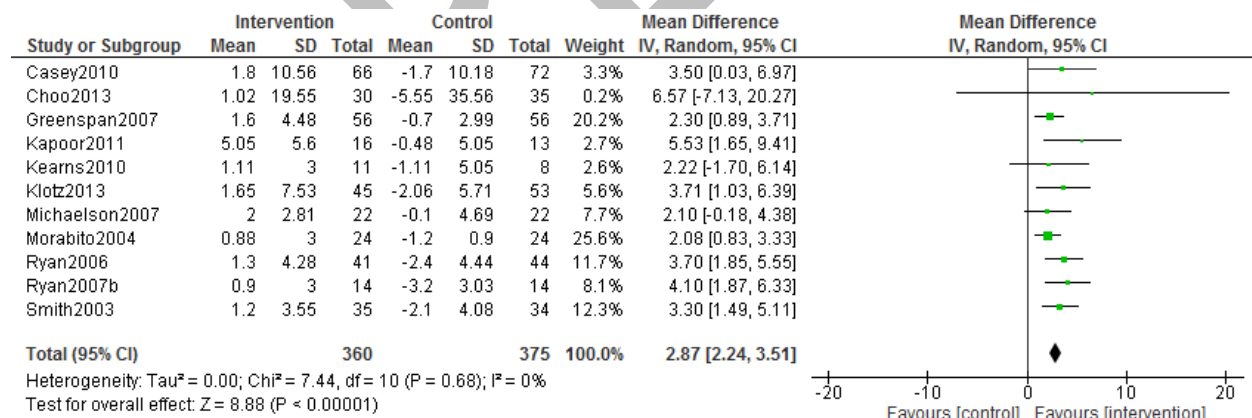 Intervention Control Mean Difference Mean Difference
Study or Subgroup Mean SD Total Mean SD Total Weight IV, Random, 95% CI IV, Random, 95% CI
Casey2010 1.8 10.56 66 -1.7 10.18 72 3.3% 3.50 [0.03, 6.97]
Choo2013 1.02 19.55 30 -5.55 35.56 35 0.2% 6.57 [-7.13, 20.27]
Greenspan2007 1.6 4.48 56 -0.7 2.99 56 20.2% 2.30 [0.89, 3.71]
Kapoor2011 5.05 5.6 16 -0.48 5.05 13 2.7% 5.53 [1.65, 9.41]
Kearns2010 1.11 3 11 -1.11 5.05 8 2.6% 2.22 [-1.70, 6.14]
Klotz2013 1.65 7.53 45 -2.06 5.71 53 5.6% 3.71 [1.03, 6.39]
Michaelson2007 2 2.81 22 -0.1 4.69 22 7.7% 2.10 [-0.18, 4.38]
Morabito2004 0.88 3 24 -1.2 0.9 24 25.6% 2.08 [0.83, 3.33]
Ryan2006 1.3 4.28 41 -2.4 4.44 44 11.7% 3.70 [1.85, 5.55]
Ryan2007b 0.9 3 14 -3.2 3.03 14 8.1% 4.10 [1.87, 6.33]
Smith2003 1.2 3.55 35 -2.1 4.08 34 12.3% 3.30 [1.49, 5.11]
Total (95% CI) 360 375 100.0% 2.87 [2.24, 3.51]
Heterogeneity: Tau² = 0.00; Chi² = 7.44, df = 10 (P = 0.68); I² = 0%
Test for overall effect: Z = 8.88 (P < 0.00001)
-20 -10 0 10 20
Favours [control] Favours [intervention]